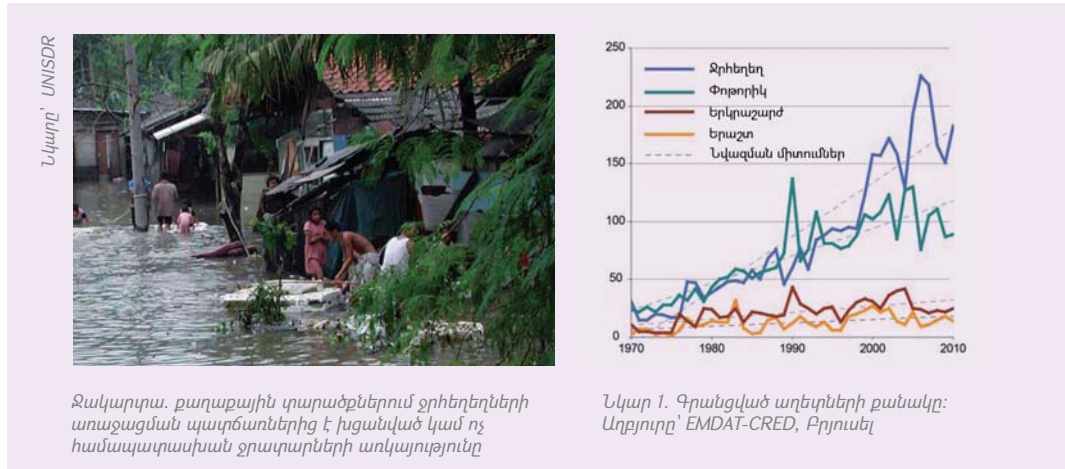 Նկարը՝ UNISDR
Ջակարտա. քաղաքային տարածքներում ջրհեղեղների
առաջացման պատճառներից է խցանված կամ ոչ
համապատասխան ջրատարների առկայությունը
250
200
150
100
50
0
1970
1980
1990
2000
2010
Ջրհեղեղ
Փոթորիկ
Երկրաշարժ
Երաշտ
Նվազման միտումներ
Նկար 1. Գրանցված աղետների քանակը:
Աղբյուրը՝ EMDAT-CRED, Բրյուսել